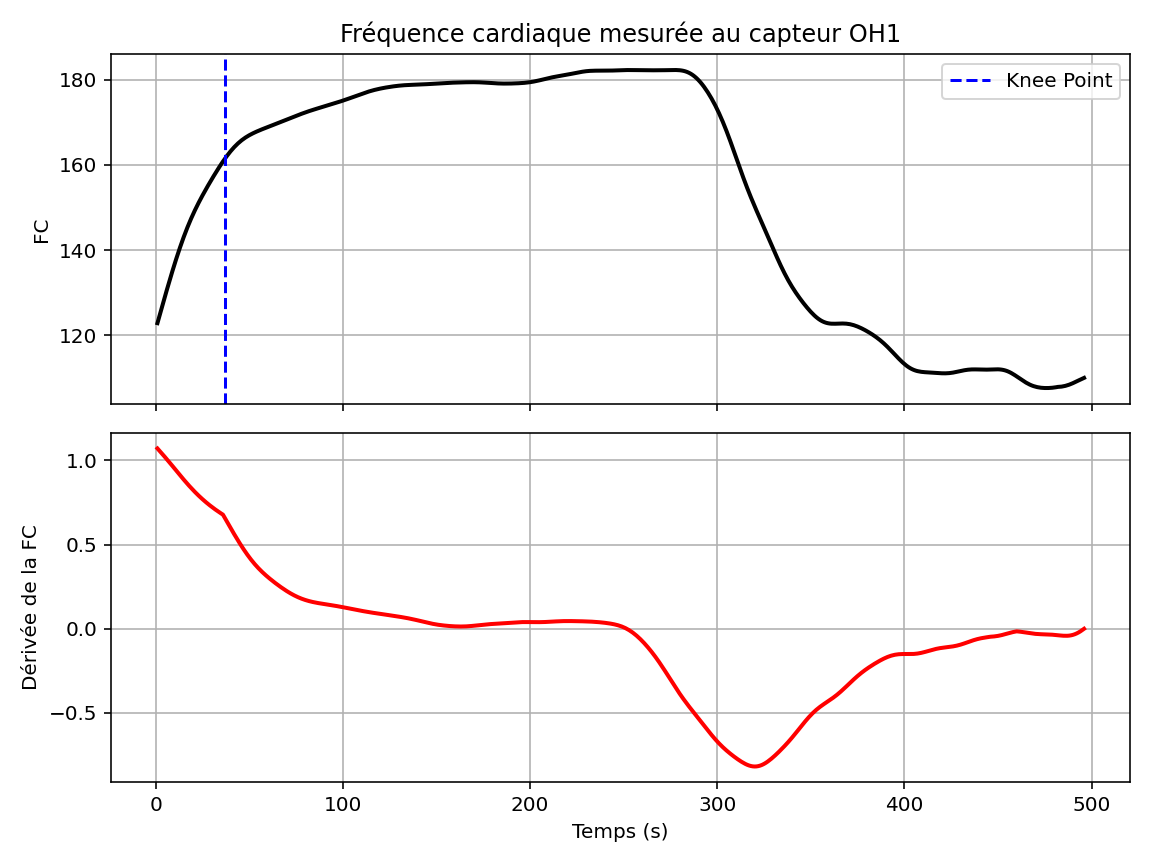 Fréquence cardiaque mesurée au capteur OH1
Knee Point
FC
180
160
140
120
Dérivée de la FC
1.0
0.5
0.0
−0.5
0 100 200 300 400 500
Temps (s)